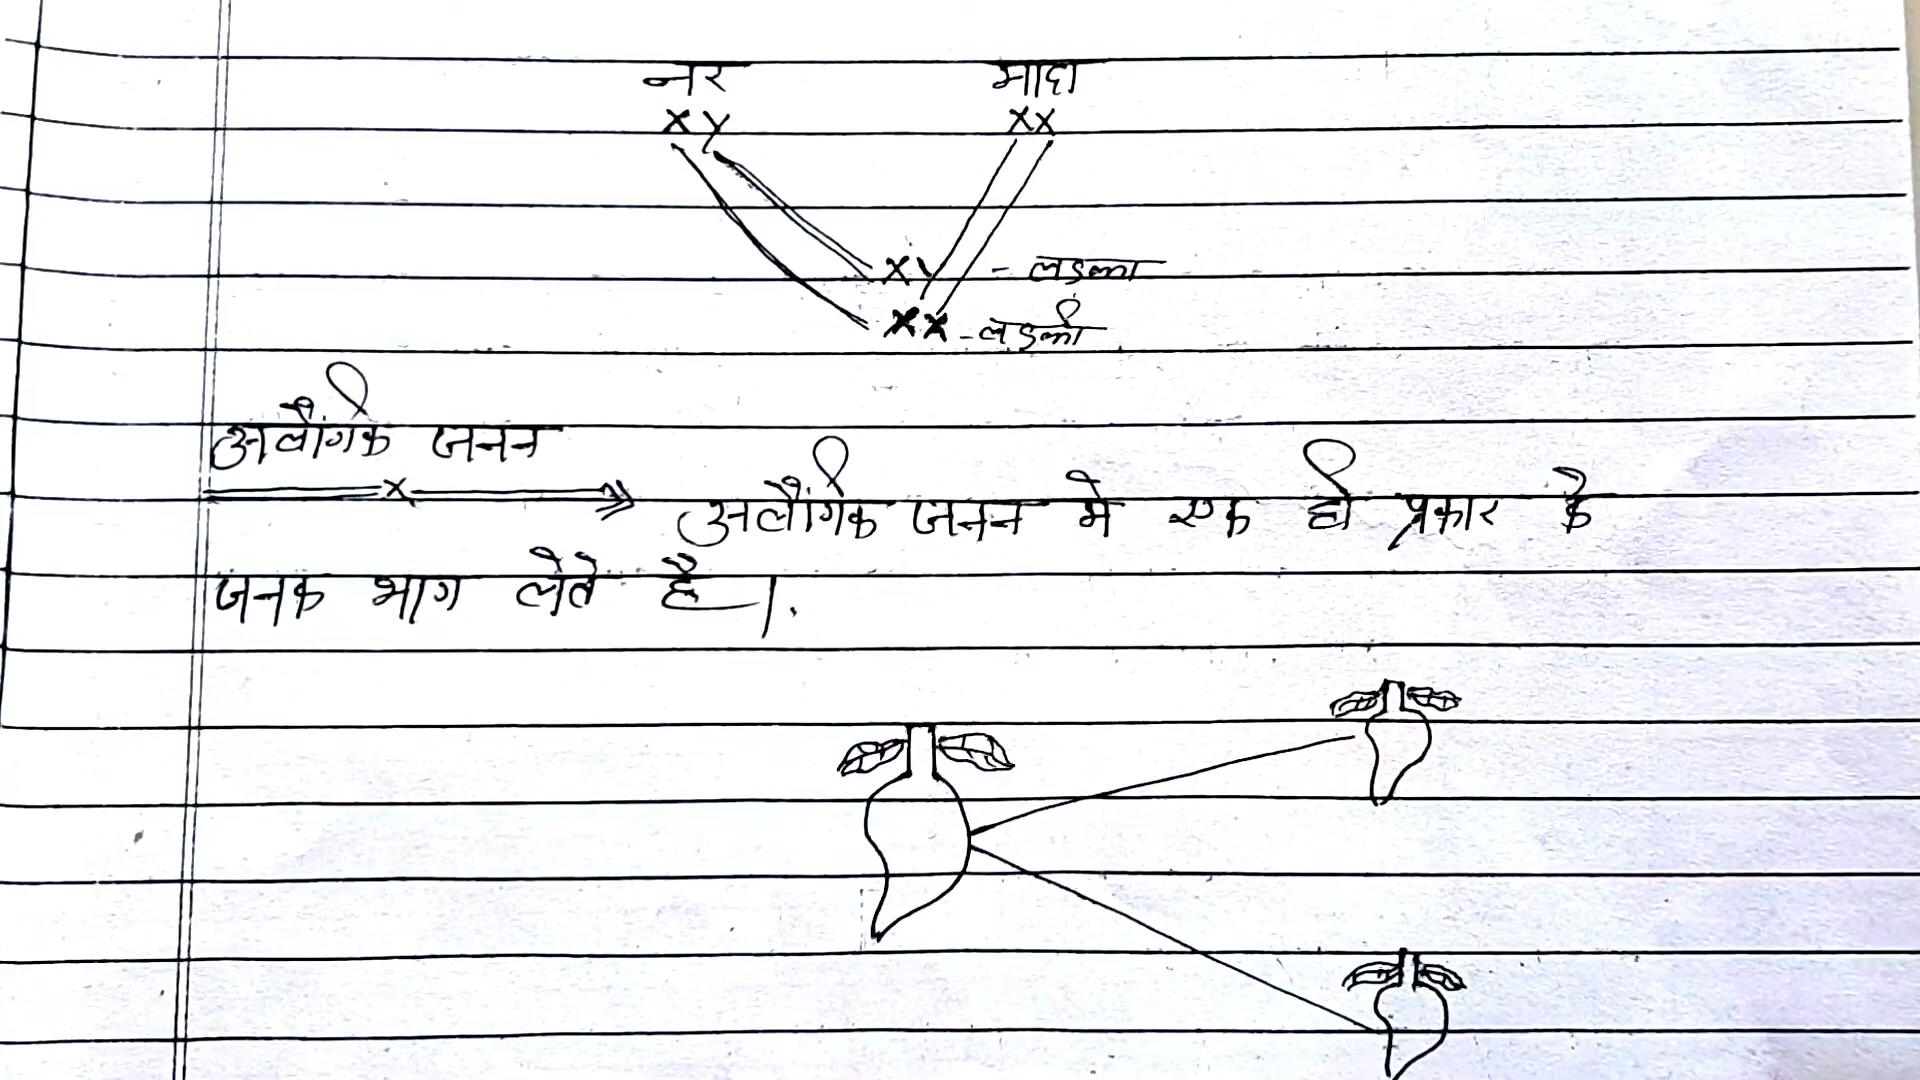 नर मादा
XY XX
XY - लड़का
XX - लड़की
अलैंगिक जनन
अलैंगिक जनन मे एक ही प्रकार के
जनक भाग लेते है।